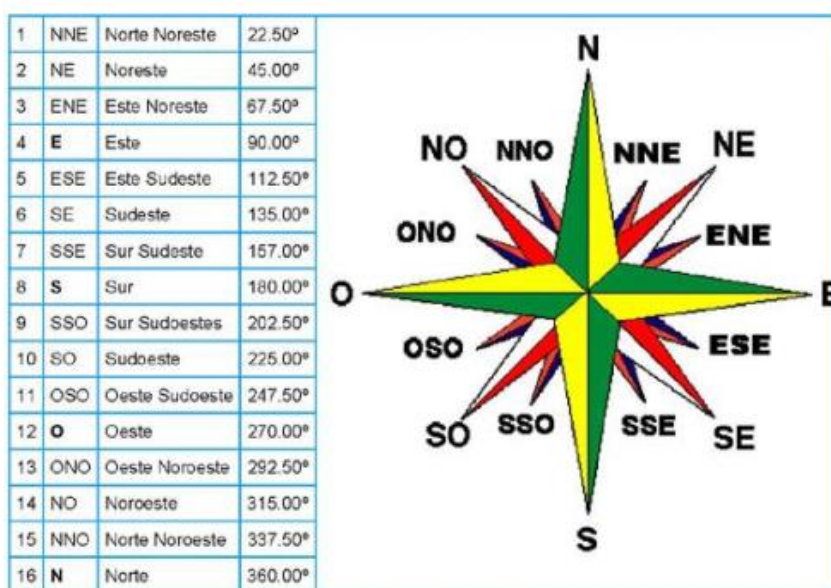 1 NNE Norte Noreste 22.50º
2 NE Noreste 45.00º
3 ENE Este Noreste 67.50º
4 E Este 90.00º
5 ESE Este Sudeste 112.50º
6 SE Sudeste 135.00º
7 SSE Sur Sudeste 157.00º
8 S Sur 180.00º
9 SSO Sur Sudoestes 202.50º
10 SO Sudoeste 225.00º
11 OSO Oeste Sudoeste 247.50º
12 O Oeste 270.00º
13 ONO Oeste Noroeste 292.50º
14 NO Noroeste 315.00º
15 NNO Norte Noroeste 337.50º
16 N Norte 360.00º
N
NO NNO NNE NE
ONO ENE
O E
OSO ESE
SO SSO SSE SE
S